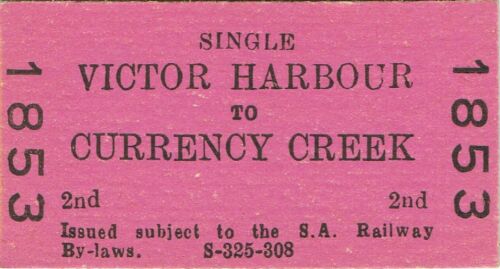 SINGLE
VICTOR HARBOUR
TO
CURRENCY CREEK
2nd 2nd
Issued subject to the S.A. Railway
By-laws. S-325-308
1853
1853